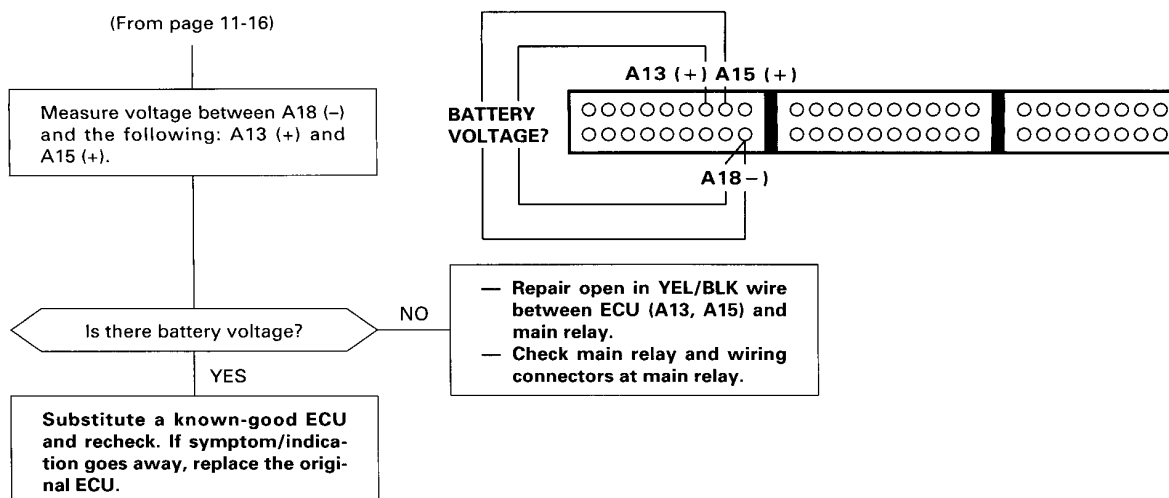 (From page 11-16)
Measure voltage between A18 (–)
and the following: A13 (+) and
A15 (+).
A13 (+) A15 (+)
BATTERY
VOLTAGE?
A18 –)
Is there battery voltage?
NO
— Repair open in YEL/BLK wire
between ECU (A13, A15) and
main relay.
— Check main relay and wiring
connectors at main relay.
YES
Substitute a known-good ECU
and recheck. If symptom/indica-
tion goes away, replace the origi-
nal ECU.